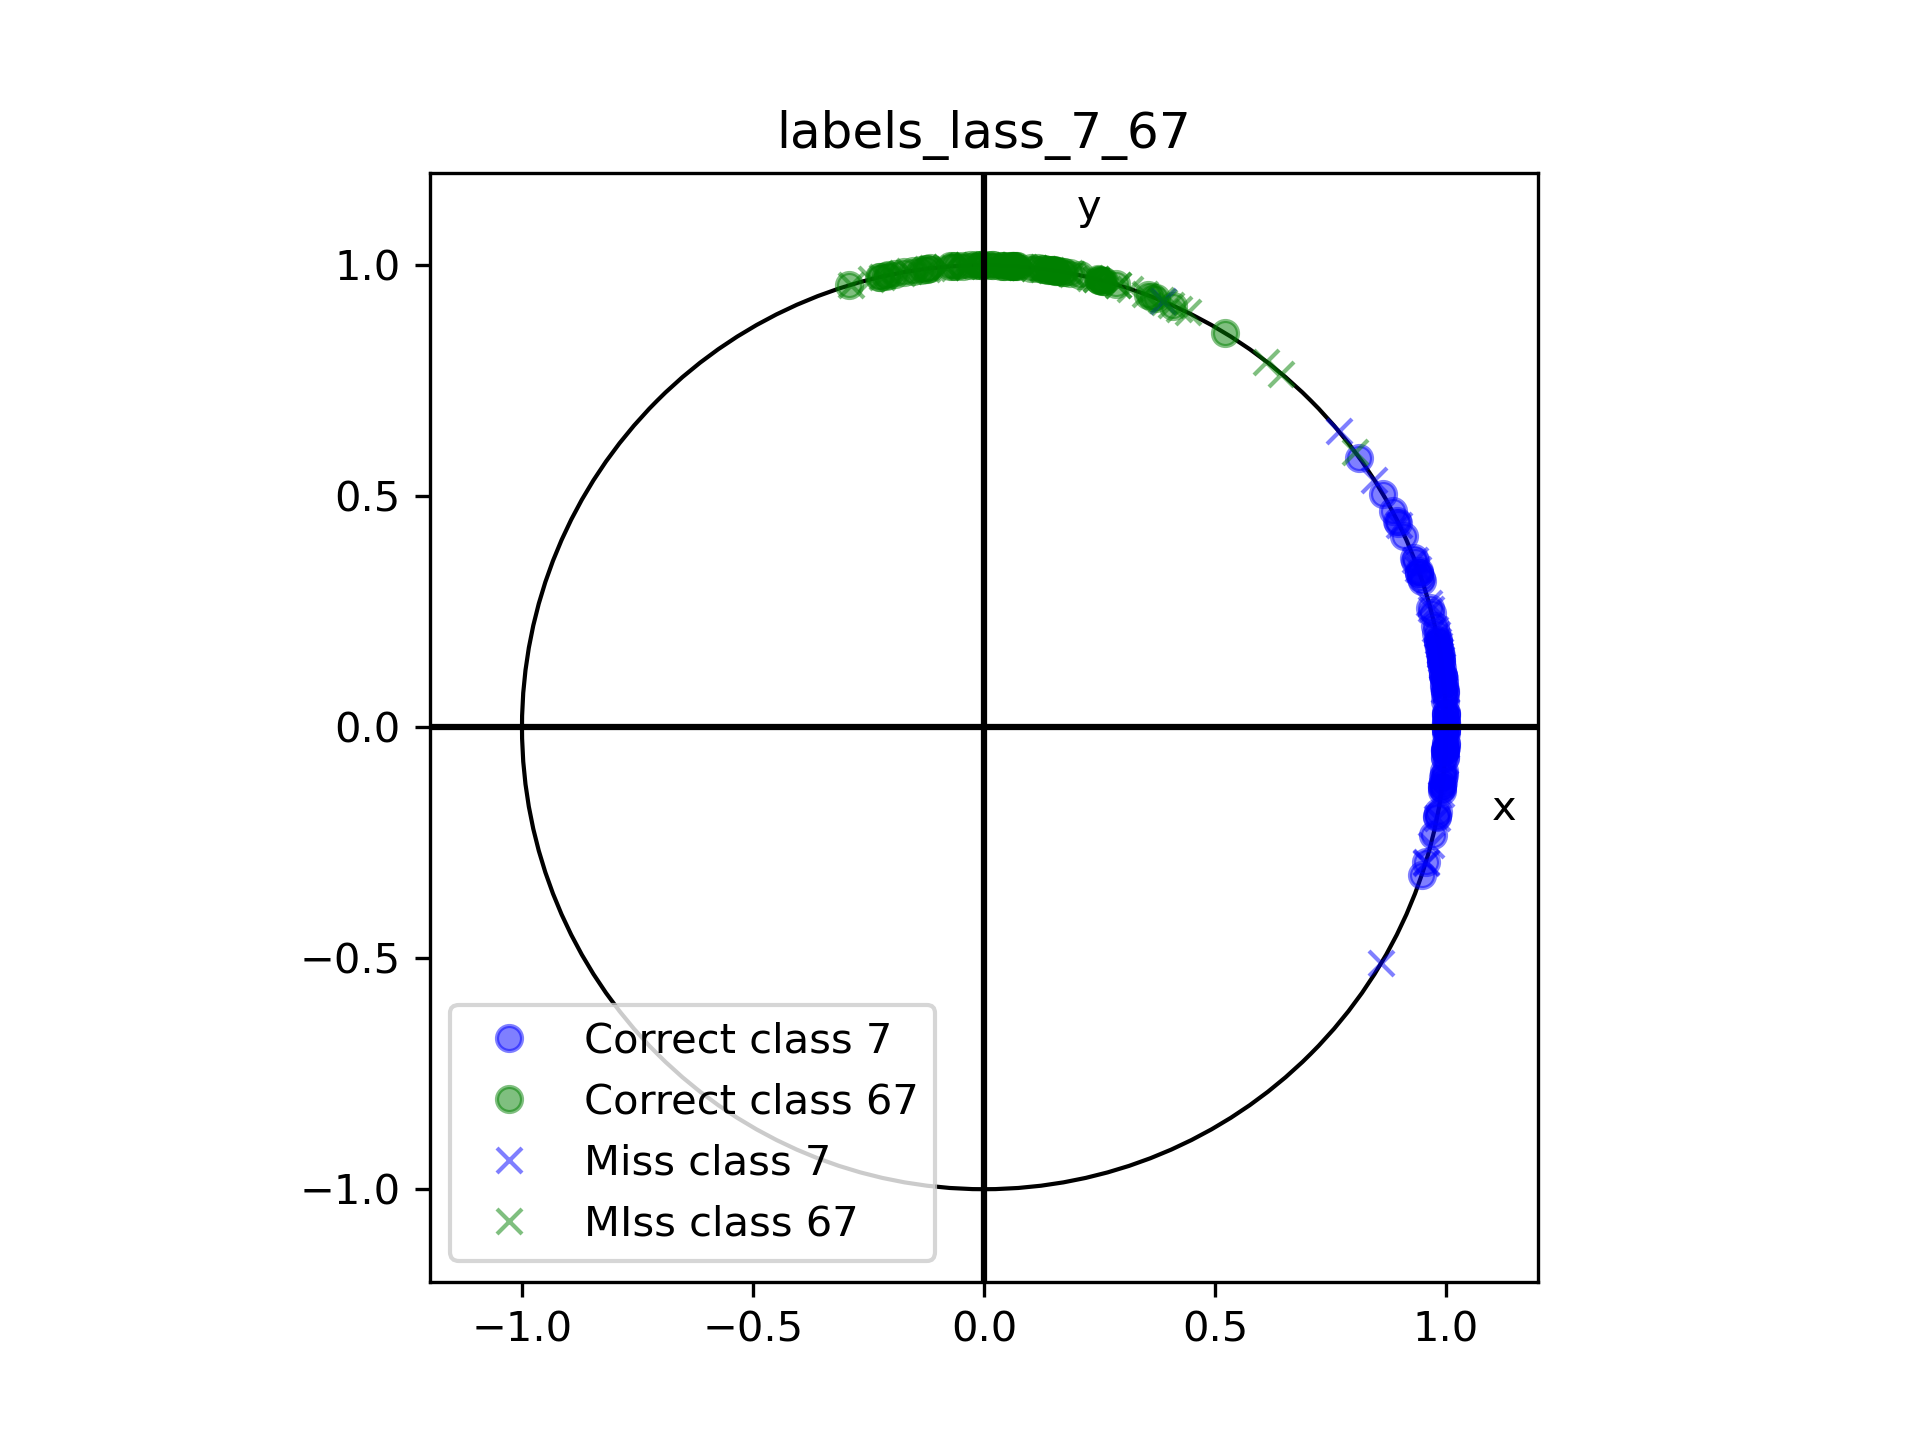 labels_lass_7_67
y
1.0
0.5
0.0
−0.5
−1.0
x
Correct class 7
Correct class 67
Miss class 7
MIss class 67
−1.0 −0.5 0.0 0.5 1.0